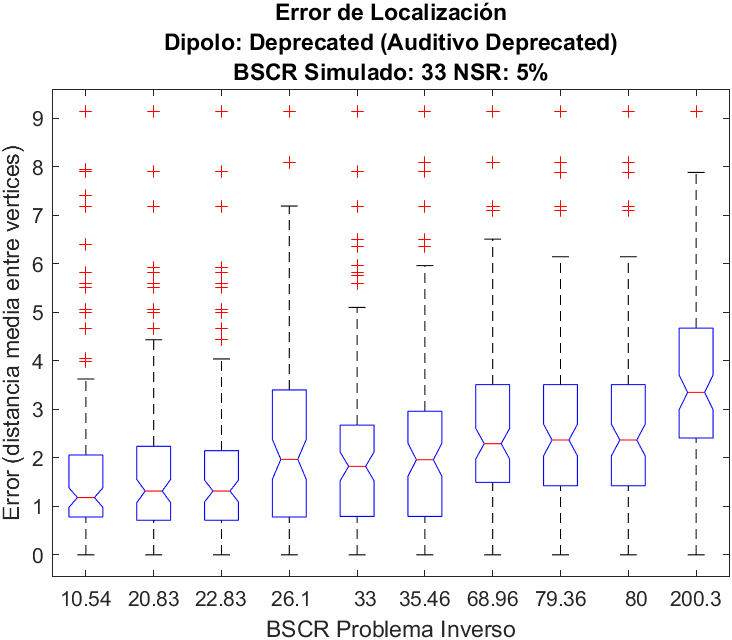 Error de Localización
Dipolo: Deprecated (Auditivo Deprecated)
BSCR Simulado: 33 NSR: 5%
Error (distancia media entre vertices)
9
8
7
6
5
4
3
2
1
0
10.54 20.83 22.83 26.1 33 35.46 68.96 79.36 80 200.3
BSCR Problema Inverso